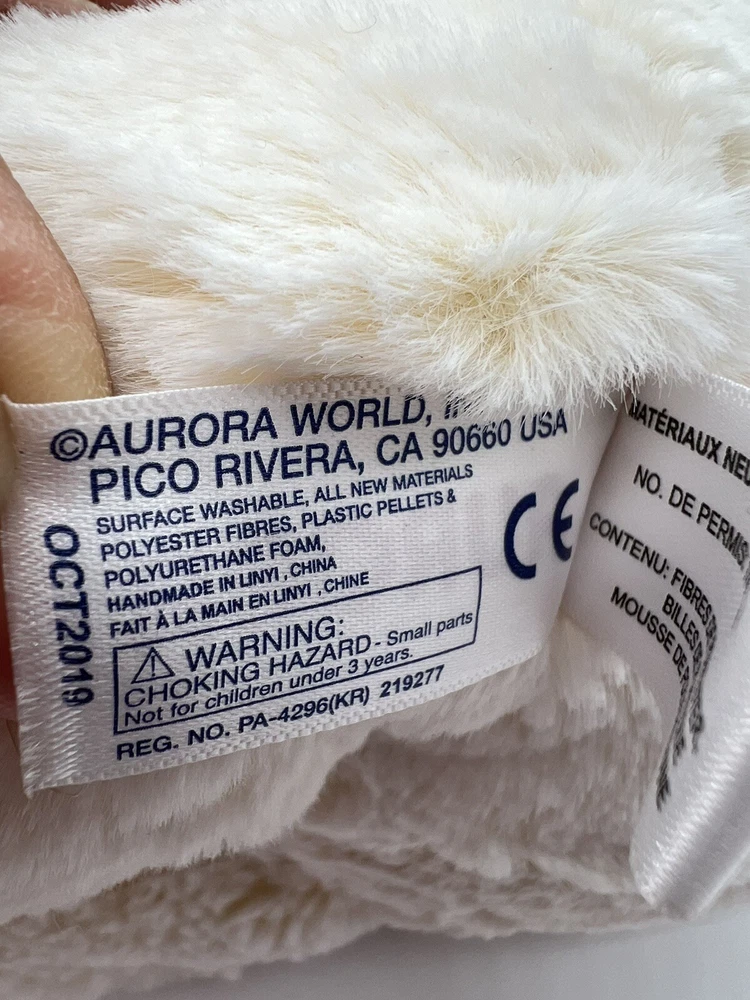 ©AURORA WORLD,
PICO RIVERA, CA 90660 USA
SURFACE WASHABLE, ALL NEW MATERIALS
POLYESTER FIBRES, PLASTIC PELLETS &
POLYURETHANE FOAM,
HANDMADE IN LINYI , CHINA
FAIT À LA MAIN EN LINYI , CHINE
OCT2019
CE
⚠ WARNING:
CHOKING HAZARD - Small parts
Not for children under 3 years.
REG. NO. PA-4296(KR) 219277
MATÉRIAUX
NO. DE PERMIS
CONTENU: FIBRES
BILLES
MOUSSE DE